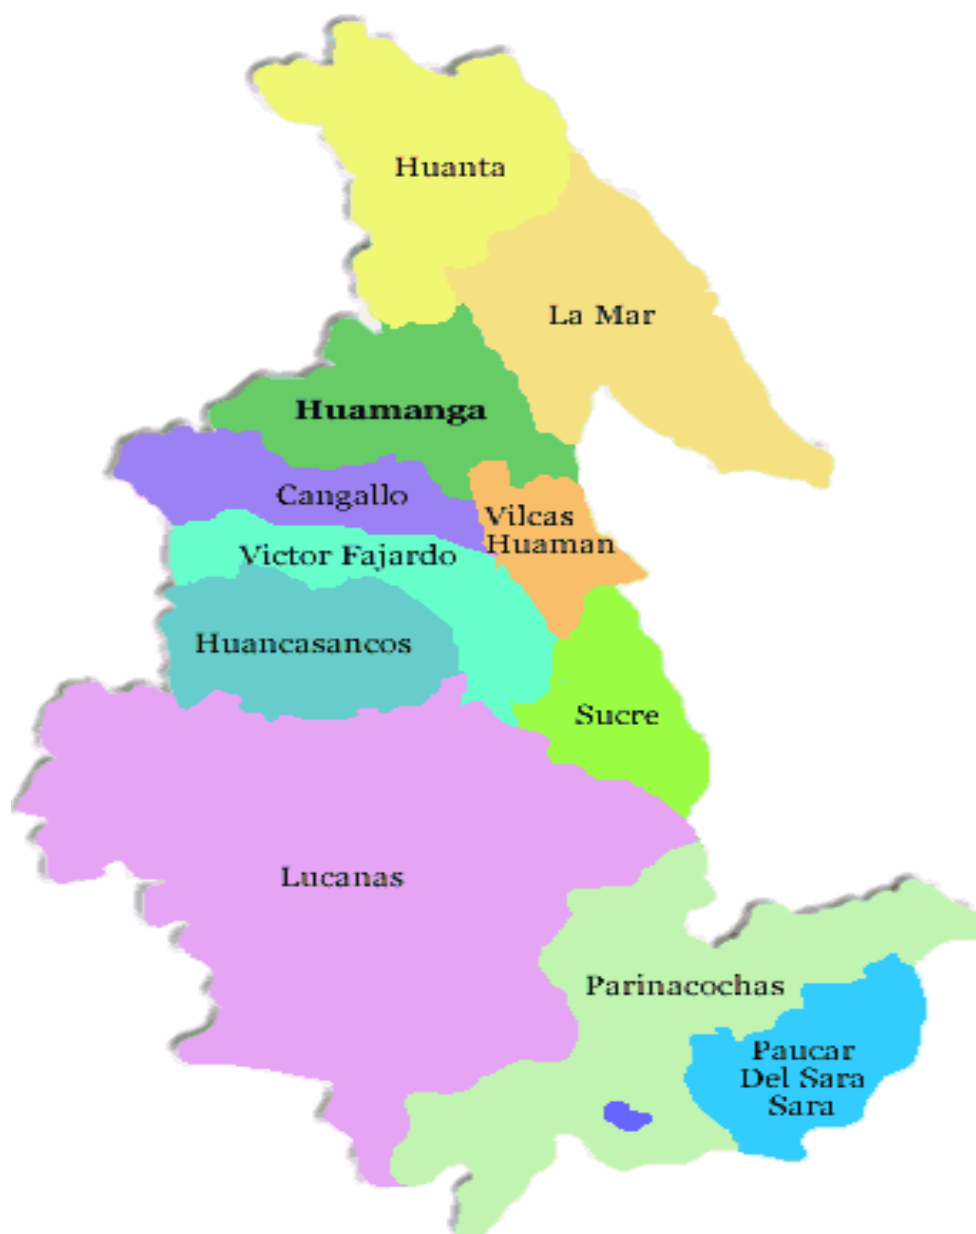 Huanta
La Mar
Huamanga
Cangallo
Vilcas
Huaman
Victor Fajardo
Huancasancos
Sucre
Lucanas
Parinacochas
Paucar
Del Sara
Sara